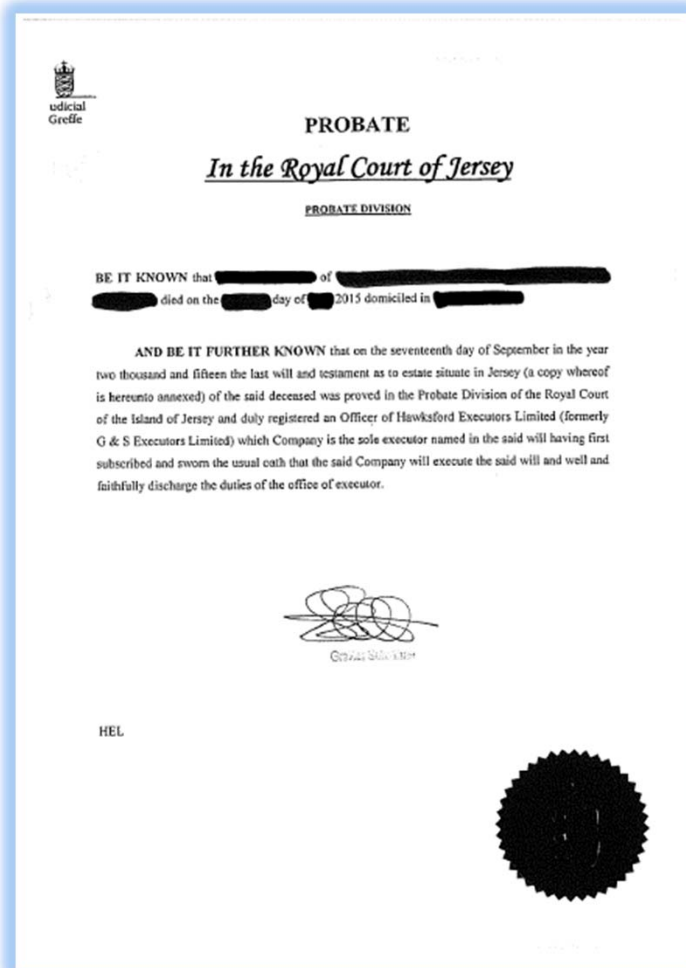 udicial
Greffe
PROBATE
In the Royal Court of Jersey
PROBATE DIVISION
BE IT KNOWN that of
died on the day of 2015 domiciled in
AND BE IT FURTHER KNOWN that on the seventeenth day of September in the year
two thousand and fifteen the last will and testament as to estate situate in Jersey (a copy whereof
is hereunto annexed) of the said deceased was proved in the Probate Division of the Royal Court
of the Island of Jersey and duly registered an Officer of Hawksford Executors Limited (formerly
G & S Executors Limited) which Company is the sole executor named in the said will having first
subscribed and sworn the usual oath that the said Company will execute the said will and well and
faithfully discharge the duties of the office of executor.
HEL